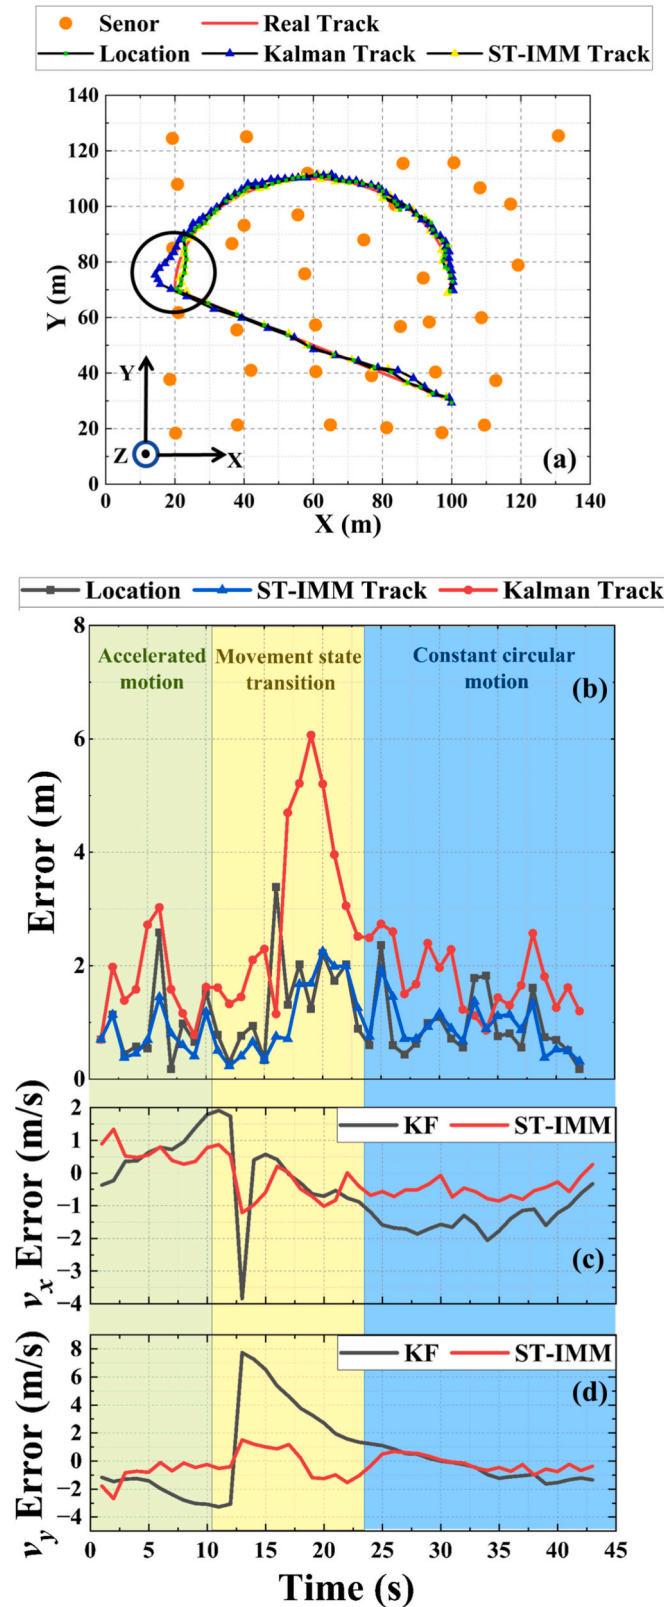 Senor Real Track
Location Kalman Track ST-IMM Track
140
120
100
80
60
40
20
0
Y (m)
Y
Z
X
(a)
0 20 40 60 80 100 120 140
X (m)
Location ST-IMM Track Kalman Track
8
6
4
2
0
Error (m)
Accelerated
motion
Movement state
transition
Constant circular
motion
(b)
2
1
0
−1
−2
−3
−4
vx Error (m/s)
KF ST-IMM
(c)
8
6
4
2
0
−2
−4
vy Error (m/s)
KF ST-IMM
(d)
0 5 10 15 20 25 30 35 40 45
Time (s)